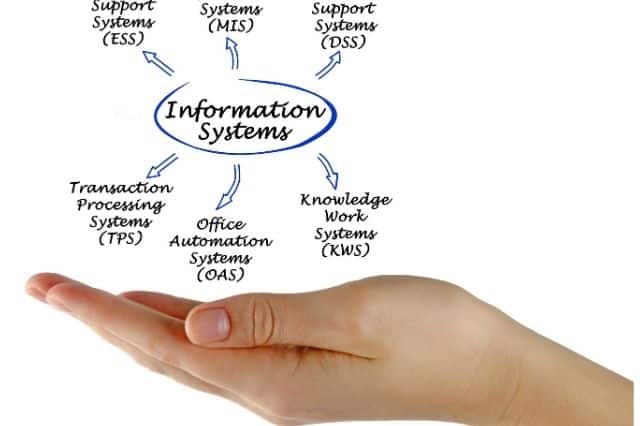 Support
Systems
(ESS)
Systems
(MIS)
Support
Systems
(DSS)
Information
Systems
Transaction
Processing
Systems
(TPS)
Office
Automation
Systems
(OAS)
Knowledge
Work
Systems
(KWS)